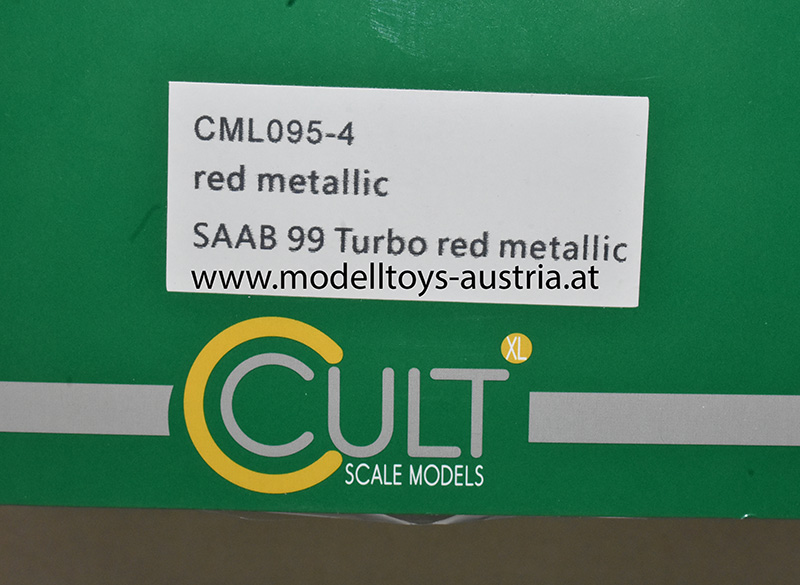 CML095-4
red metallic
SAAB 99 Turbo red metallic
www.modelltoys-austria.at
CULT XL
SCALE MODELS